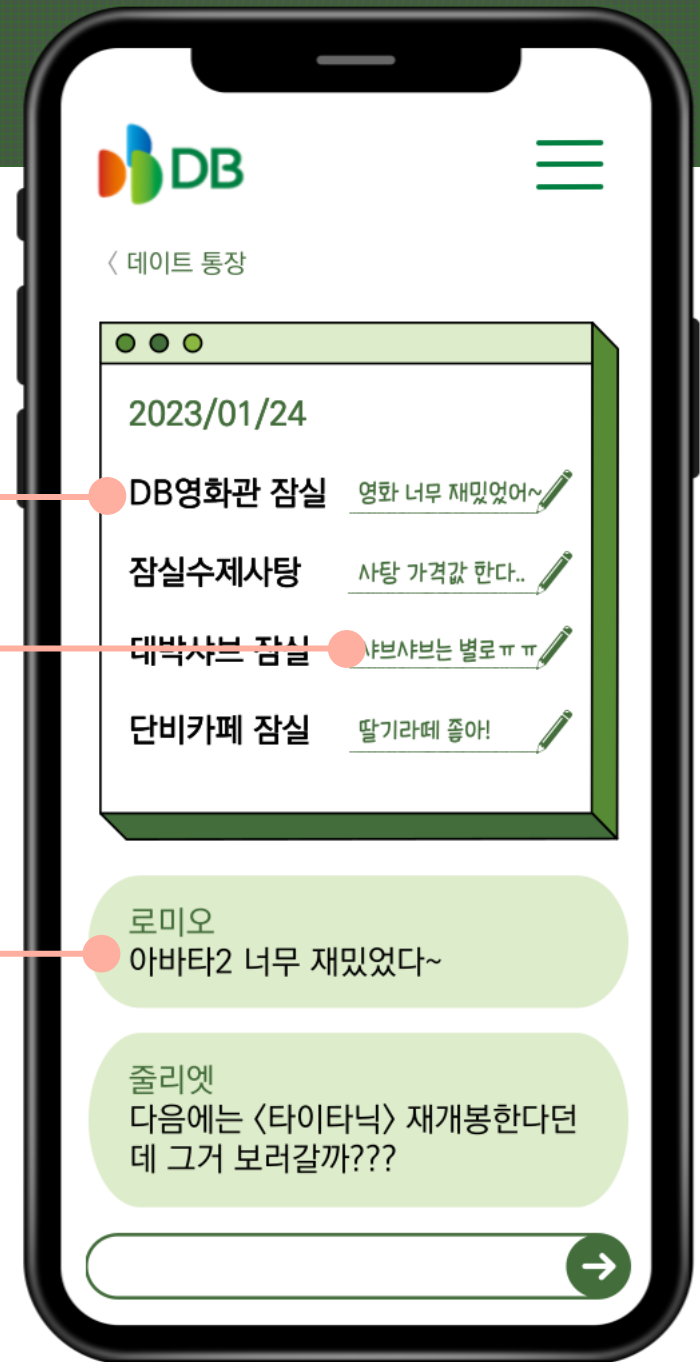 DB
〈 데이트 통장
2023/01/24
DB영화관 잠실 영화 너무 재밌었어~
잠실수제사탕 사탕 가격값 한다..
대박샤브 잠실 샤브샤브는 별로ㅠㅠ
단비카페 잠실 딸기라떼 좋아!
로미오
아바타2 너무 재밌었다~
줄리엣
다음에는 〈타이타닉〉 재개봉한다던
데 그거 보러갈까???